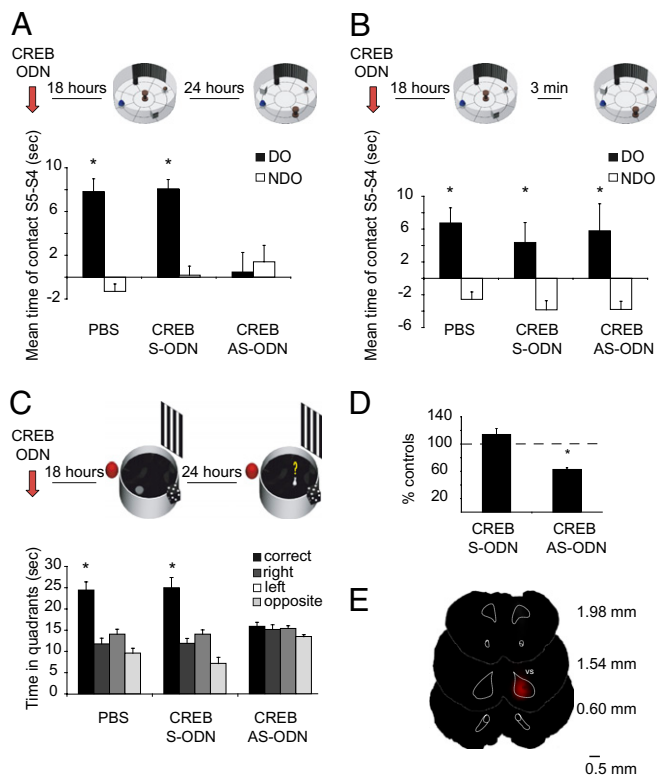 A
CREB
ODN
18 hours
24 hours
Mean time of contact S5-S4 (sec)
10
6
2
-2
*
*
DO
NDO
PBS
CREB
S-ODN
CREB
AS-ODN
B
CREB
ODN
18 hours
3 min
Mean time of contact S5-S4 (sec)
10
6
2
-2
-6
*
*
*
DO
NDO
PBS
CREB
S-ODN
CREB
AS-ODN
C
CREB
ODN
18 hours
24 hours
?
Time in quadrants (sec)
30
25
20
15
10
5
0
*
*
correct
right
left
opposite
PBS
CREB
S-ODN
CREB
AS-ODN
D
% controls
140
100
60
20
*
CREB
S-ODN
CREB
AS-ODN
E
1.98 mm
1.54 mm
vs
0.60 mm
0.5 mm